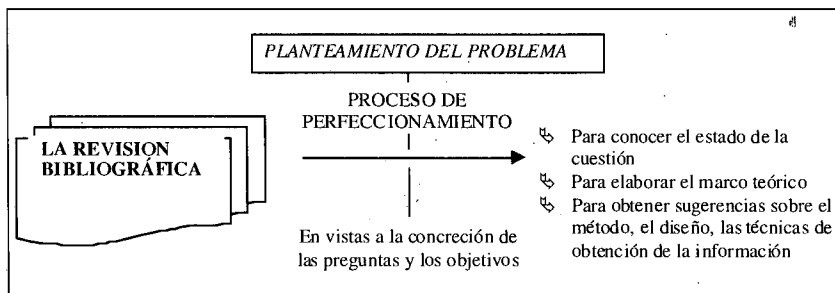 PLANTEAMIENTO DEL PROBLEMA
PROCESO DE
PERFECCIONAMIENTO
LA REVISION
BIBLIOGRÁFICA
En vistas a la concreción de
las preguntas y los objetivos
Para conocer el estado de la
cuestión
Para elaborar el marco teórico
Para obtener sugerencias sobre el
método, el diseño, las técnicas de
obtención de la información